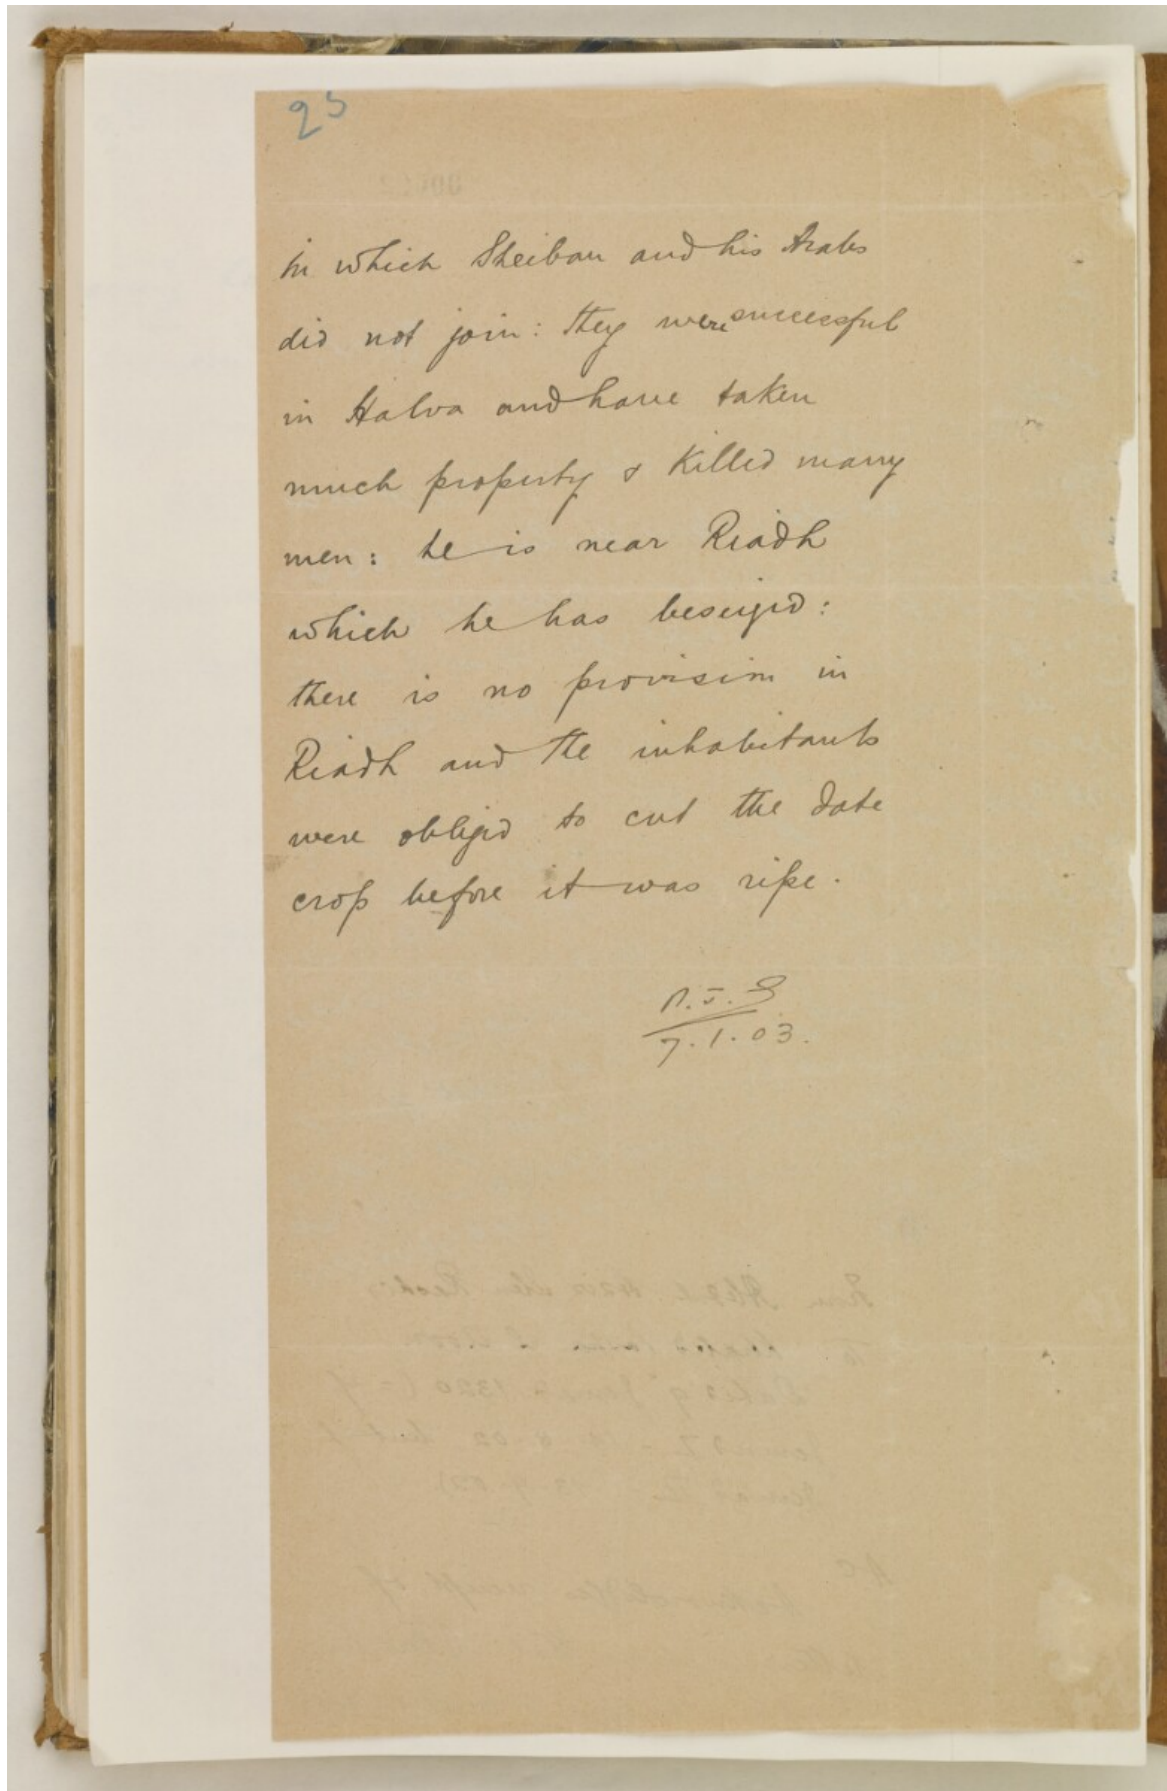 25
in which Sheiban and his Arabs
did not join: they were successful
in Halva and have taken
much property & Killed many
men: he is near Riadh
which he has beseiged:
there is no provision in
Riadh and the inhabitants
were obliged to cut the date
crop before it was ripe.
7.1.03.